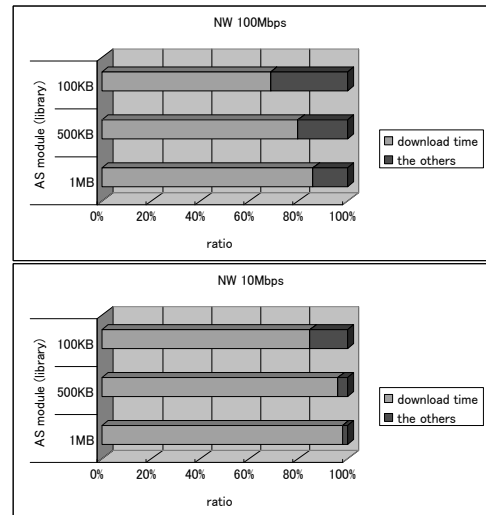 NW 100Mbps
AS module (library)
100KB
500KB
1MB
0% 20% 40% 60% 80% 100%
ratio
download time
the others
NW 10Mbps
AS module (library)
100KB
500KB
1MB
0% 20% 40% 60% 80% 100%
ratio
download time
the others